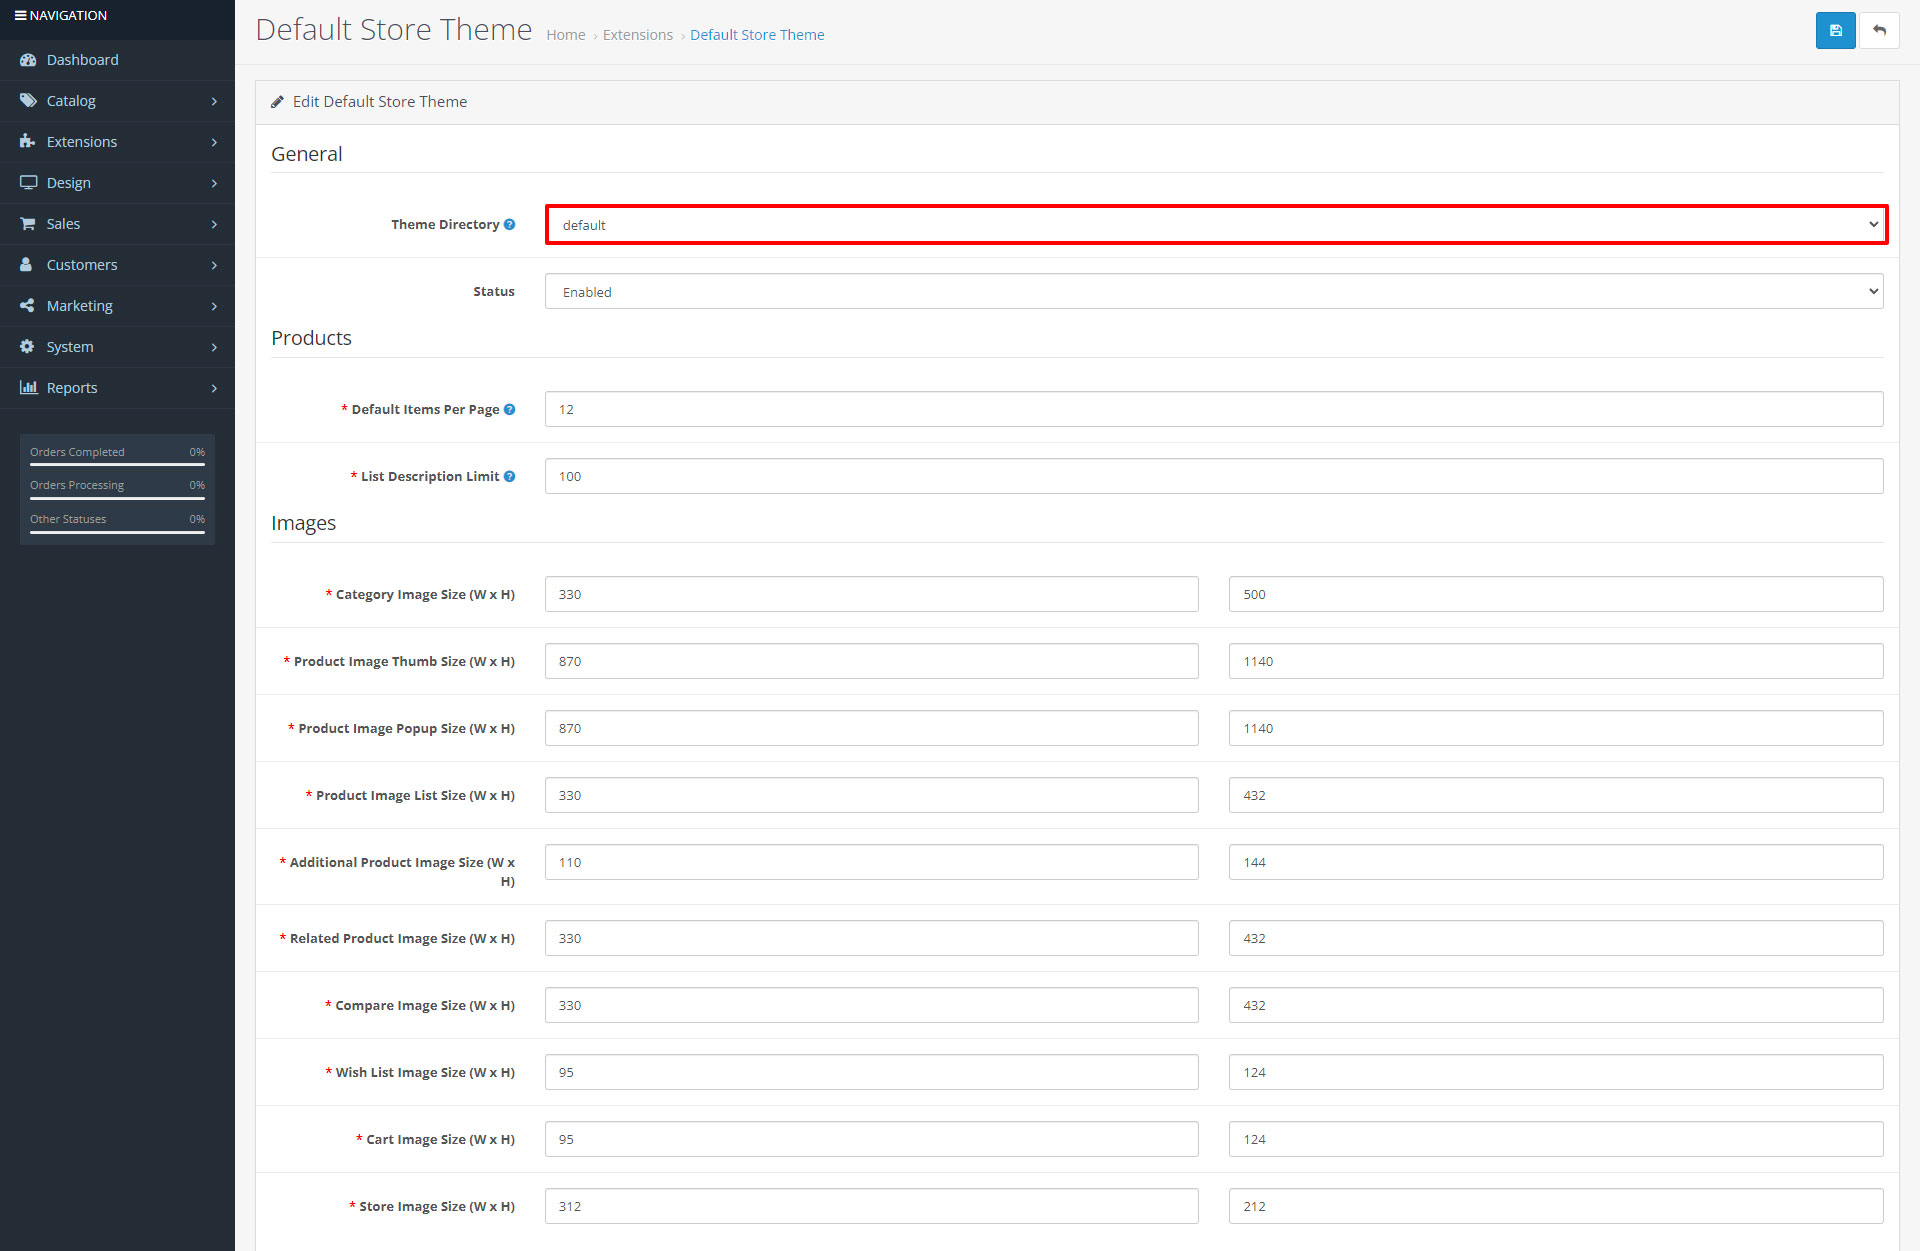 NAVIGATION
Dashboard
Catalog
Extensions
Design
Sales
Customers
Marketing
System
Reports
Orders Completed 0%
Orders Processing 0%
Other Statuses 0%
Default Store Theme
Home › Extensions › Default Store Theme
Edit Default Store Theme
General
Theme Directory ?
default
Status
Enabled
Products
* Default Items Per Page ?
12
* List Description Limit ?
100
Images
* Category Image Size (W x H)
330 500
* Product Image Thumb Size (W x H)
870 1140
* Product Image Popup Size (W x H)
870 1140
* Product Image List Size (W x H)
330 432
* Additional Product Image Size (W x
H)
110 144
* Related Product Image Size (W x H)
330 432
* Compare Image Size (W x H)
330 432
* Wish List Image Size (W x H)
95 124
* Cart Image Size (W x H)
95 124
* Store Image Size (W x H)
312 212